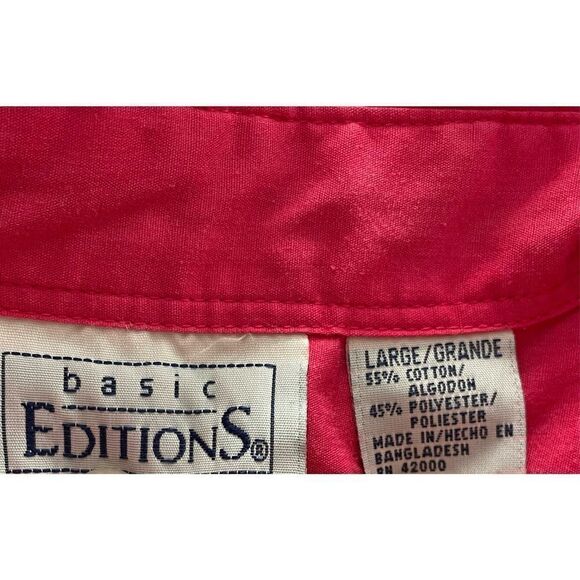 basic
EDITIONS®
LARGE/GRANDE
55% COTTON/
ALGODON
45% POLYESTER/
POLIESTER
MADE IN/HECHO EN
BANGLADESH
RN 42000